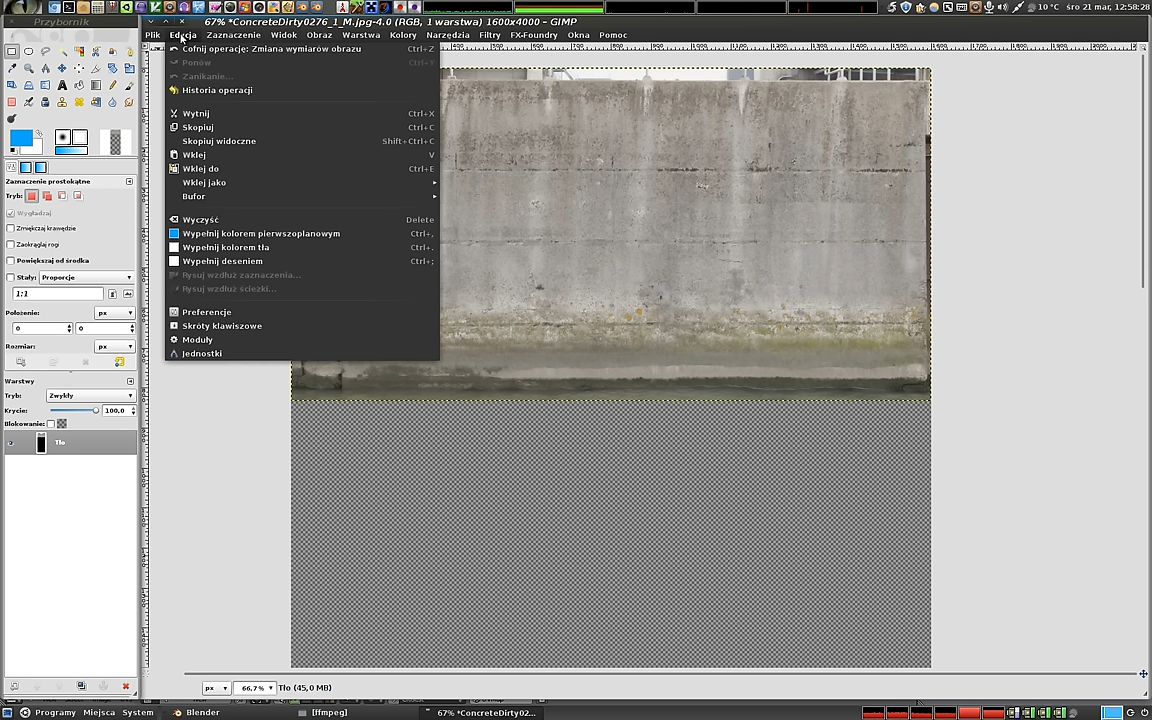 10 °C śro 21 mar, 12:58:28
Przybornik
67% *ConcreteDirty0276_1_M.jpg-4.0 (RGB, 1 warstwa) 1600x4000 – GIMP
Plik Edycja Zaznaczenie Widok Obraz Warstwa Kolory Narzędzia Filtry FX-Foundry Okna Pomoc
Cofnij operację: Zmiana wymiarów obrazu Ctrl+Z
Ponów Ctrl+Y
Zanikanie...
Historia operacji
Wytnij Ctrl+X
Skopiuj Ctrl+C
Skopiuj widoczne Shift+Ctrl+C
Wklej V
Wklej do Ctrl+E
Wklej jako
Bufor
Wyczyść Delete
Wypełnij kolorem pierwszoplanowym Ctrl+,
Wypełnij kolorem tła Ctrl+.
Wypełnij deseniem Ctrl+;
Rysuj wzdłuż zaznaczenia...
Rysuj wzdłuż ścieżki...
Preferencje
Skróty klawiszowe
Moduły
Jednostki
Zaznaczenie prostokątne
Tryb:
Wygładzaj
Zmiękczaj krawędzie
Zaokrąglaj rogi
Powiększaj od środka
Stały: Proporcje
1:1
Położenie: px
0 0
Rozmiar: px
Warstwy
Tryb: Zwykły
Krycie: 100,0
Blokowanie:
Tło
px 66,7% Tło (45,0 MB)
Programy Miejsca System Blender [ffmpeg] 67% *ConcreteDirty02...